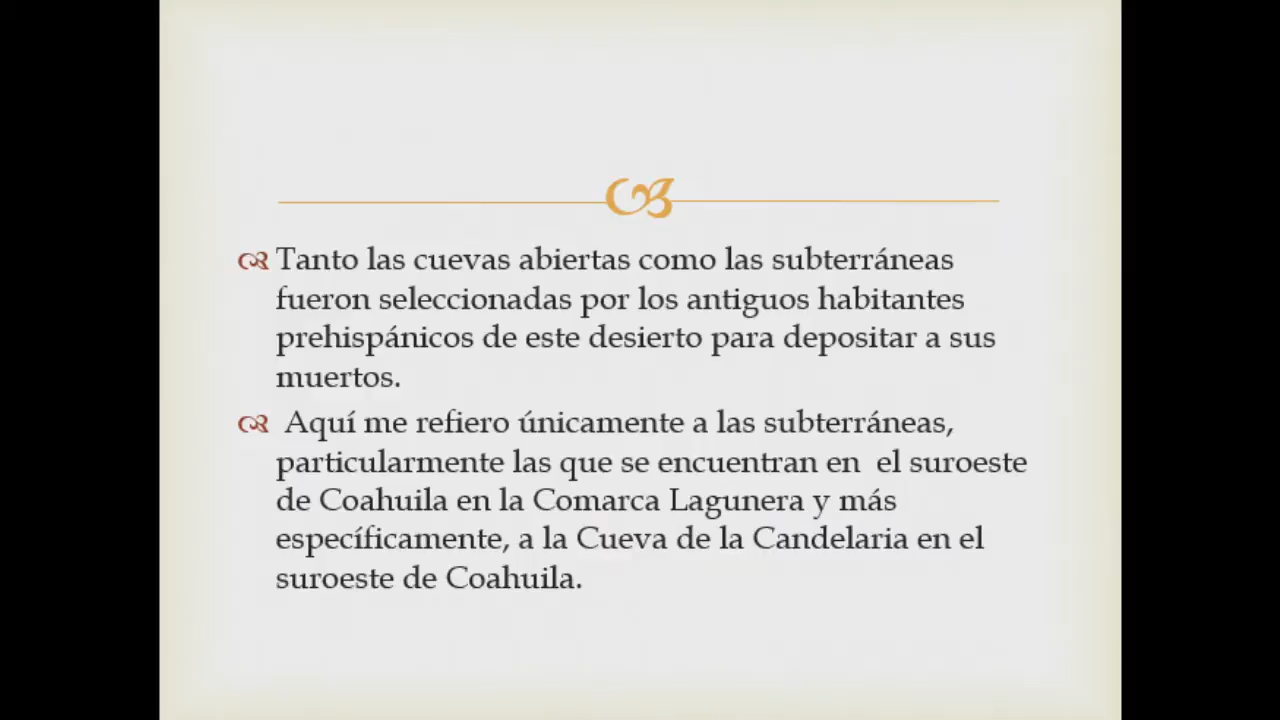 Tanto las cuevas abiertas como las subterráneas
fueron seleccionadas por los antiguos habitantes
prehispánicos de este desierto para depositar a sus
muertos.
Aquí me refiero únicamente a las subterráneas,
particularmente las que se encuentran en  el suroeste
de Coahuila en la Comarca Lagunera y más
específicamente, a la Cueva de la Candelaria en el
suroeste de Coahuila.